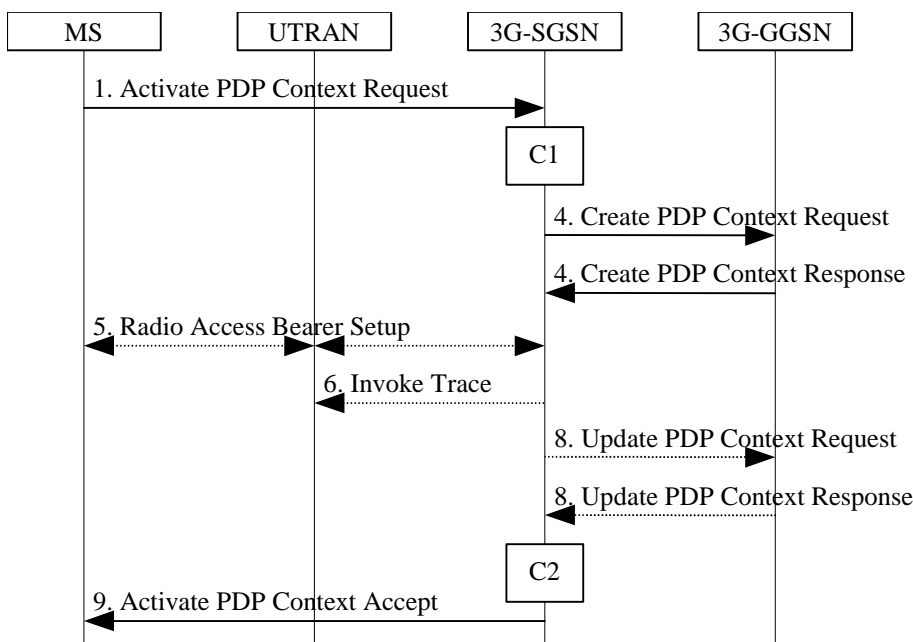 MS UTRAN 3G-SGSN 3G-GGSN
1. Activate PDP Context Request
C1
4. Create PDP Context Request
4. Create PDP Context Response
5. Radio Access Bearer Setup
6. Invoke Trace
8. Update PDP Context Request
8. Update PDP Context Response
C2
9. Activate PDP Context Accept